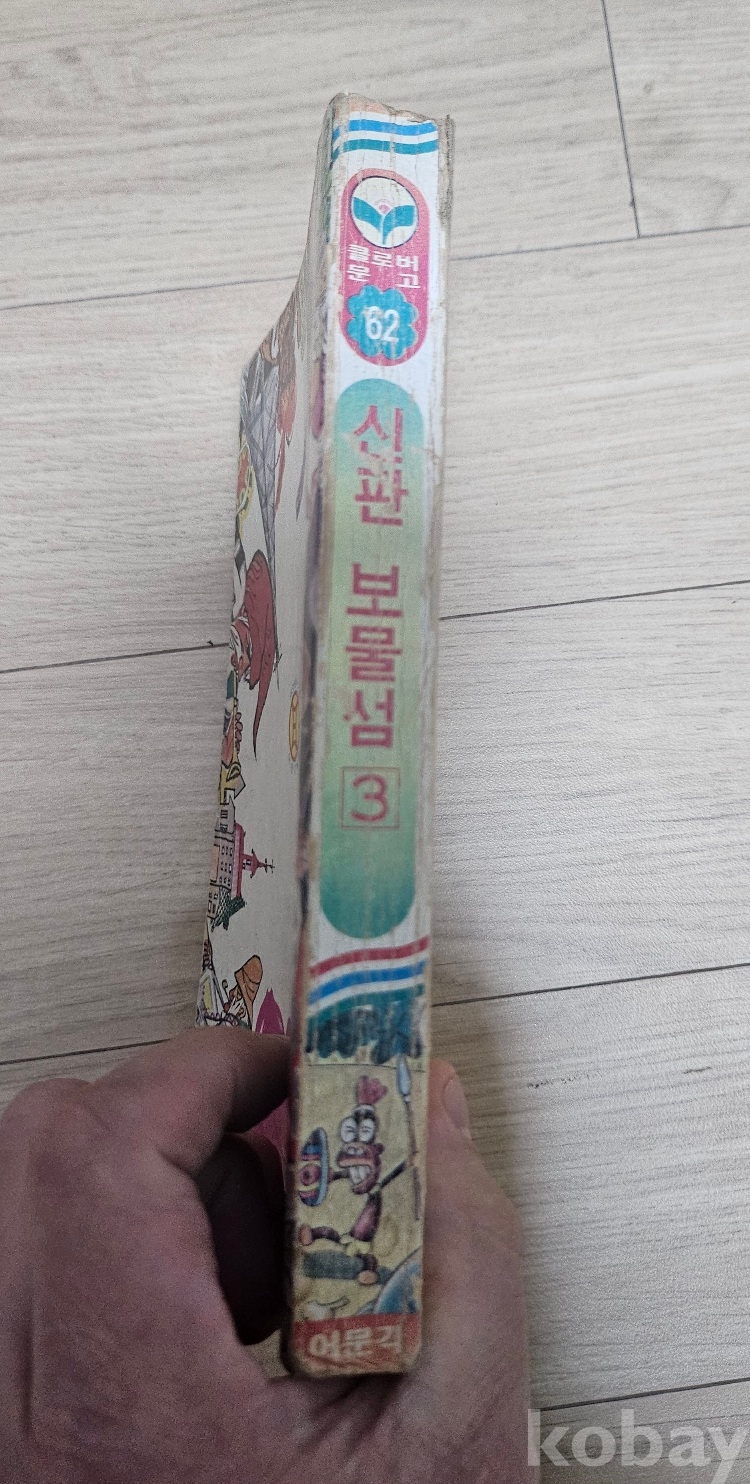 클로버
문고
62
신판 보물섬 3
어문각
kobay